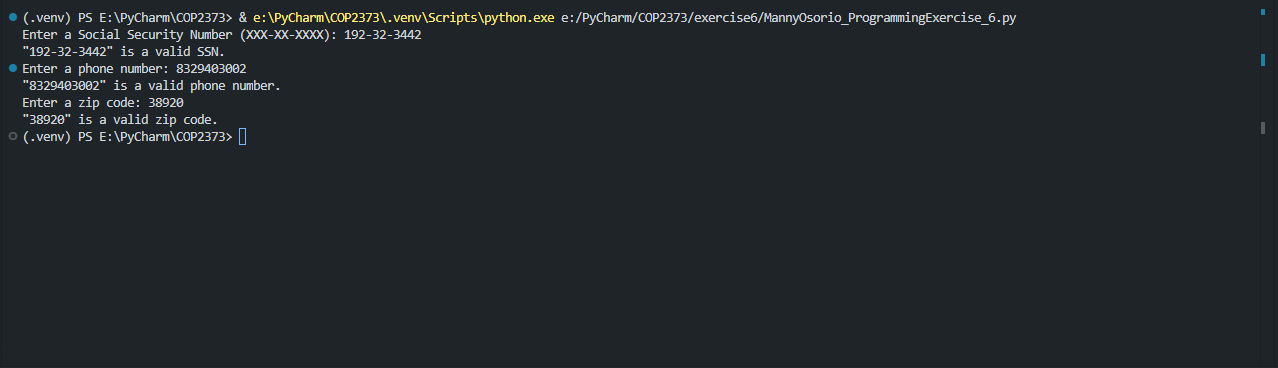 (.venv) PS E:\PyCharm\COP2373> & e:\PyCharm\COP2373\.venv\Scripts\python.exe e:/PyCharm/COP2373/exercise6/MannyOsorio_ProgrammingExercise_6.py
Enter a Social Security Number (XXX-XX-XXXX): 192-32-3442
"192-32-3442" is a valid SSN.
Enter a phone number: 8329403002
"8329403002" is a valid phone number.
Enter a zip code: 38920
"38920" is a valid zip code.
(.venv) PS E:\PyCharm\COP2373>